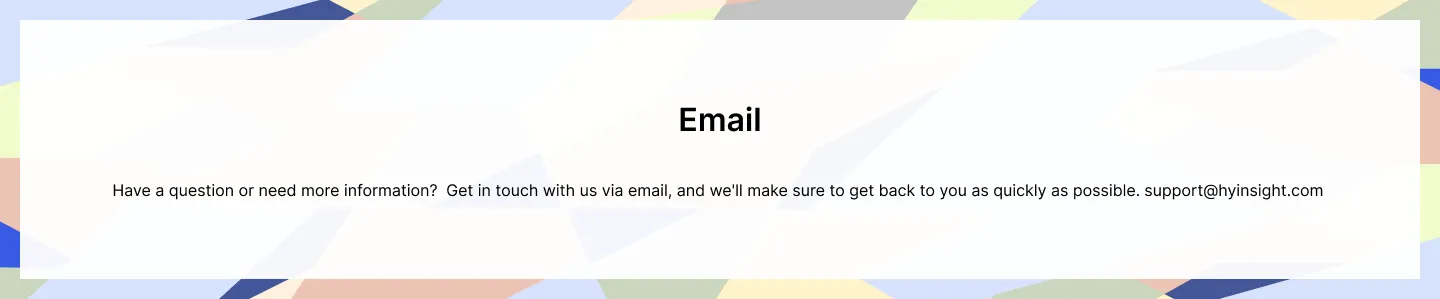 Email
Have a question or need more information?  Get in touch with us via email, and we'll make sure to get back to you as quickly as possible. support@hyinsight.com